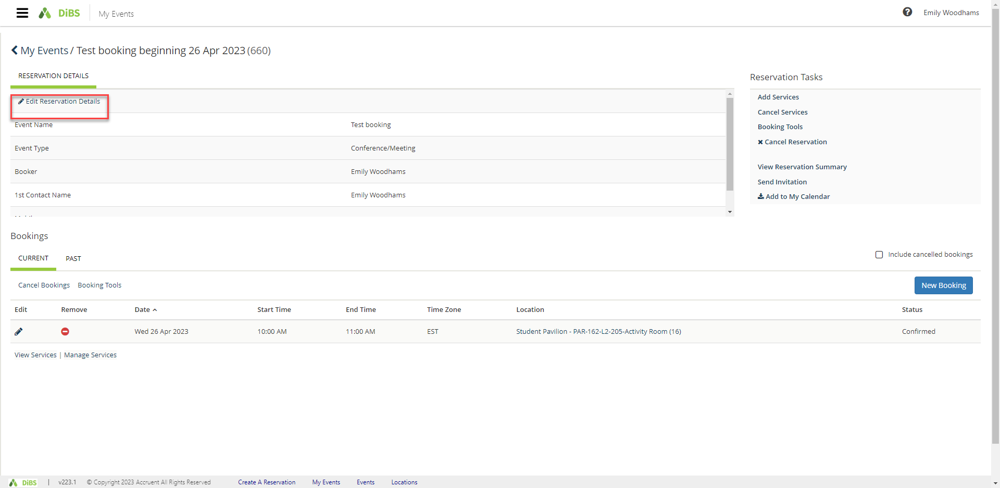 DiBS My Events Emily Woodhams
My Events / Test booking beginning 26 Apr 2023 (660)
RESERVATION DETAILS
Edit Reservation Details
Event Name Test booking
Event Type Conference/Meeting
Booker Emily Woodhams
1st Contact Name Emily Woodhams
Reservation Tasks
Add Services
Cancel Services
Booking Tools
Cancel Reservation
View Reservation Summary
Send Invitation
Add to My Calendar
Bookings
CURRENT PAST Include cancelled bookings
Cancel Bookings Booking Tools New Booking
Edit Remove Date Start Time End Time Time Zone Location Status
Wed 26 Apr 2023 10:00 AM 11:00 AM EST Student Pavilion - PAR-162-L2-205-Activity Room (16) Confirmed
View Services | Manage Services
DiBS | v223.1 © Copyright 2023 Accruent All Rights Reserved Create A Reservation My Events Events Locations